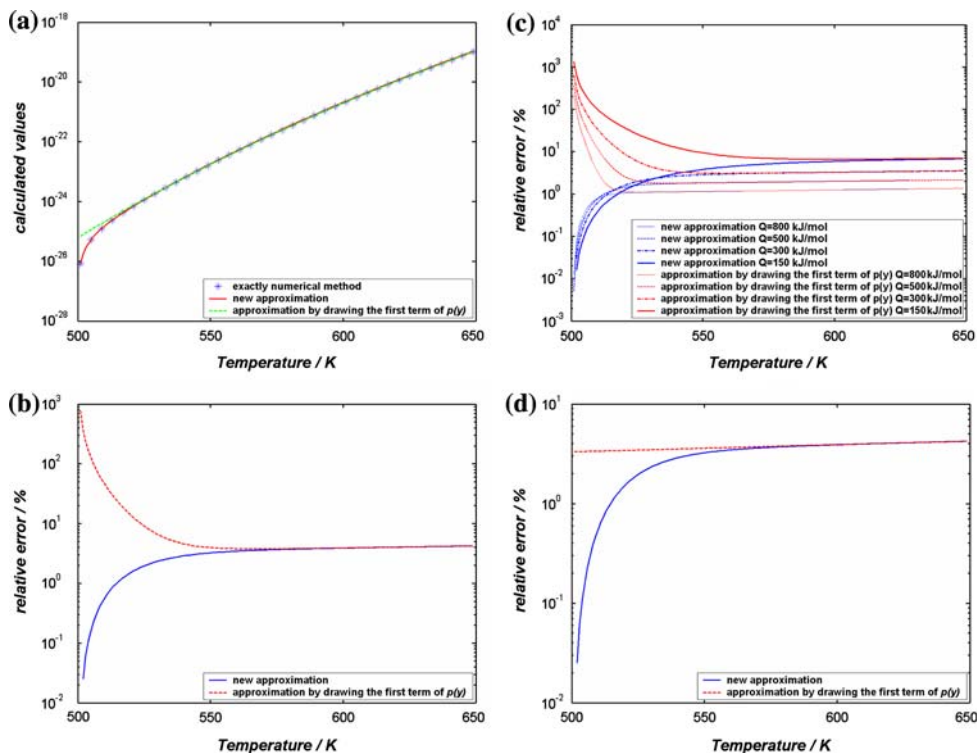 (a)
10^-18
10^-20
10^-22
10^-24
10^-26
10^-28
calculated values
exactly numerical method
new approximation
approximation by drawing the first term of p(y)
500 550 600 650
Temperature / K
(b)
10^3
10^2
10^1
10^0
10^-1
10^-2
relative error / %
new approximation
approximation by drawing the first term of p(y)
500 550 600 650
Temperature / K
(c)
10^4
10^3
10^2
10^1
10^0
10^-1
10^-2
10^-3
relative error / %
new approximation Q=800 kJ/mol
new approximation Q=500 kJ/mol
new approximation Q=300 kJ/mol
new approximation Q=150 kJ/mol
approximation by drawing the first term of p(y) Q=800kJ/mol
approximation by drawing the first term of p(y) Q=500kJ/mol
approximation by drawing the first term of p(y) Q=300kJ/mol
approximation by drawing the first term of p(y) Q=150kJ/mol
500 550 600 650
Temperature / K
(d)
10^1
10^0
10^-1
10^-2
relative error / %
new approximation
approximation by drawing the first term of p(y)
500 550 600 650
Temperature / K